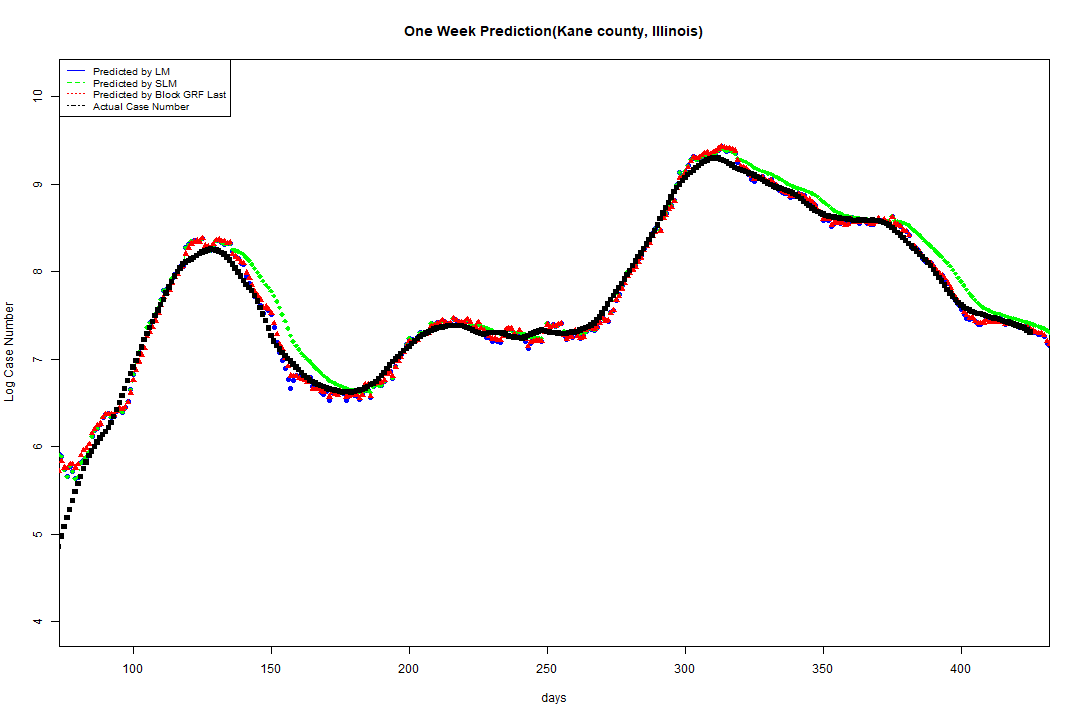 One Week Prediction(Kane county, Illinois)
Predicted by LM
Predicted by SLM
Predicted by Block GRF Last
Actual Case Number
10
9
8
7
6
5
4
Log Case Number
100 150 200 250 300 350 400
days